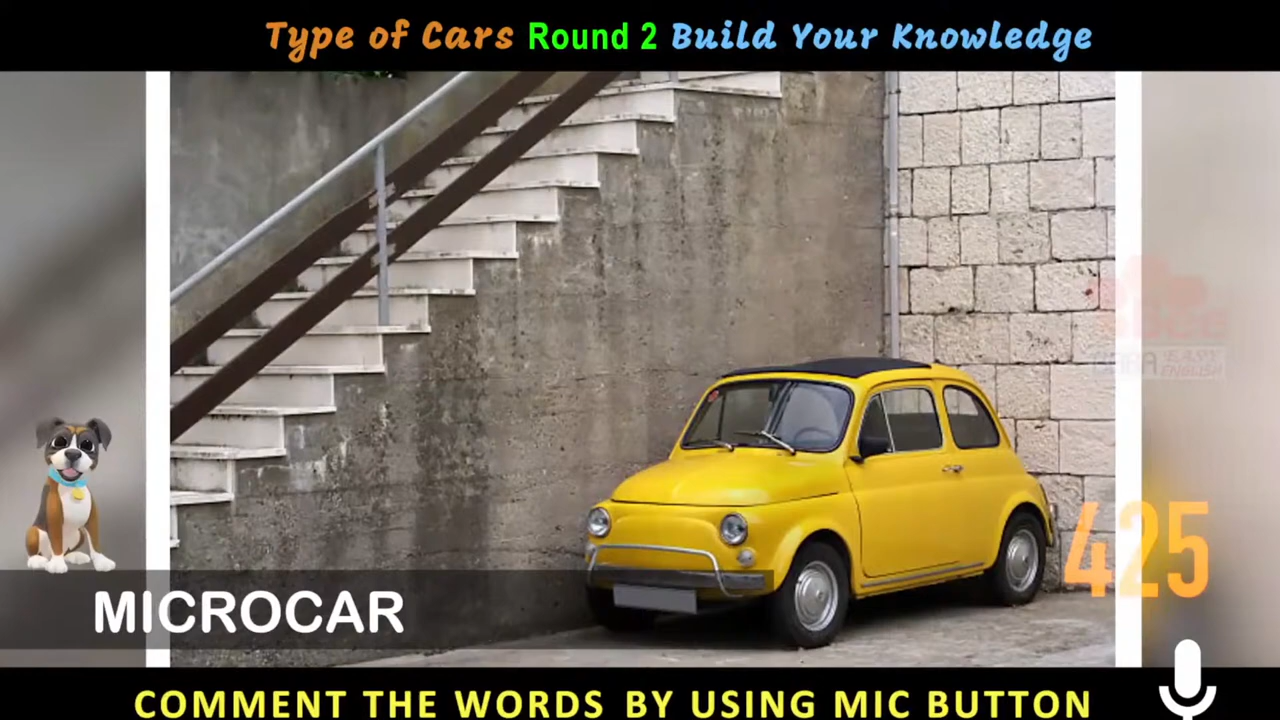 Type of Cars Round 2 Build Your Knowledge
425
MICROCAR
COMMENT THE WORDS BY USING MIC BUTTON